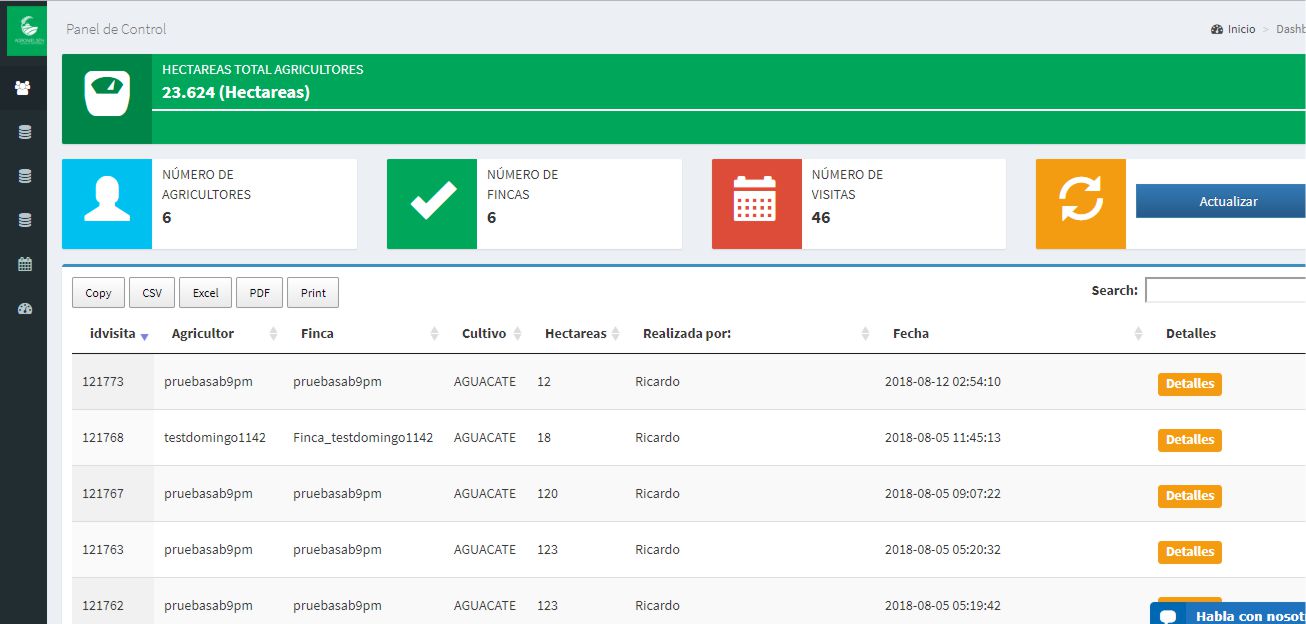 Panel de Control
Inicio > Dashb
HECTAREAS TOTAL AGRICULTORES
23.624 (Hectareas)
NÚMERO DE
AGRICULTORES
6
NÚMERO DE
FINCAS
6
NÚMERO DE
VISITAS
46
Actualizar
Copy CSV Excel PDF Print
Search:
idvisita Agricultor Finca Cultivo Hectareas Realizada por: Fecha Detalles
121773 pruebasab9pm pruebasab9pm AGUACATE 12 Ricardo 2018-08-12 02:54:10 Detalles
121768 testdomingo1142 Finca_testdomingo1142 AGUACATE 18 Ricardo 2018-08-05 11:45:13 Detalles
121767 pruebasab9pm pruebasab9pm AGUACATE 120 Ricardo 2018-08-05 09:07:22 Detalles
121763 pruebasab9pm pruebasab9pm AGUACATE 123 Ricardo 2018-08-05 05:20:32 Detalles
121762 pruebasab9pm pruebasab9pm AGUACATE 123 Ricardo 2018-08-05 05:19:42
Habla con nosot